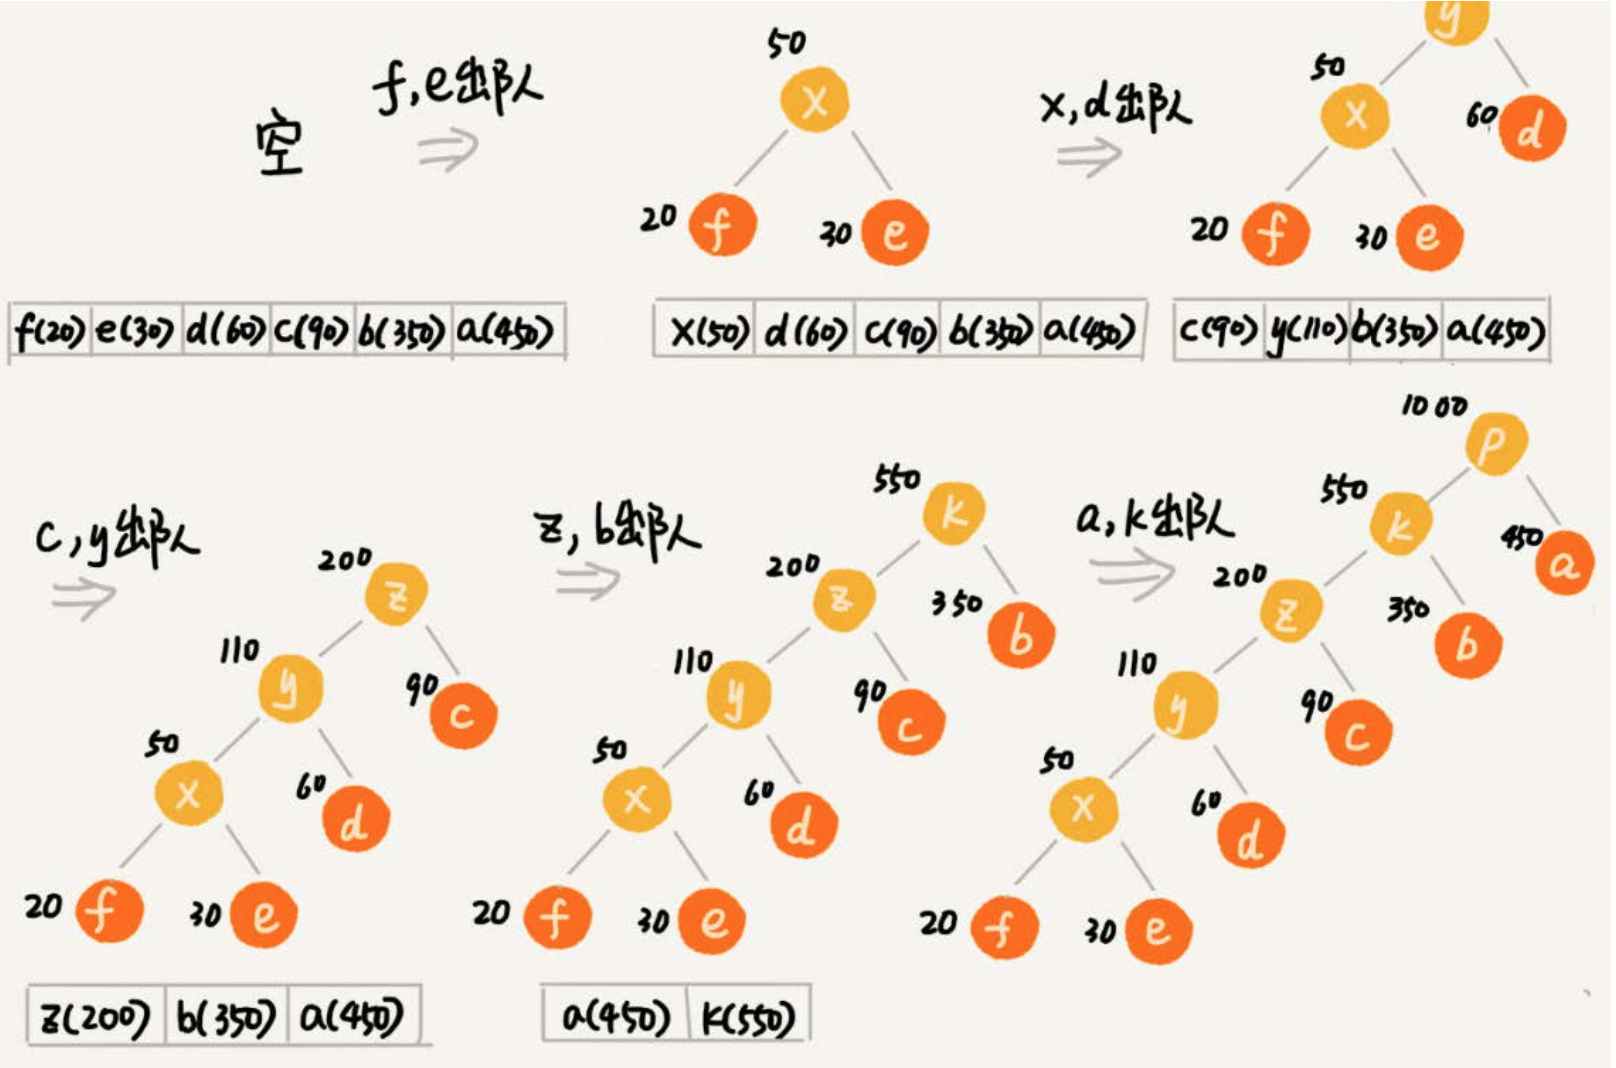 空
f,e出队
50
x
20 f
30 e
x,d出队
y
50
x
60 d
20 f
30 e
f(20) e(30) d(60) c(90) b(350) a(450)
x(50) d(60) c(90) b(350) a(450)
c(90) y(110) b(350) a(450)
c,y出队
200
z
110
y
90
c
50
x
60
d
20 f
30 e
z(200) b(350) a(450)
z,b出队
550
k
200
z
350
b
110
y
90
c
50
x
60
d
20 f
30 e
a(450) k(550)
a,k出队
1000
p
550
k
450
a
200
z
350
b
110
y
90
c
50
x
60
d
20 f
30 e